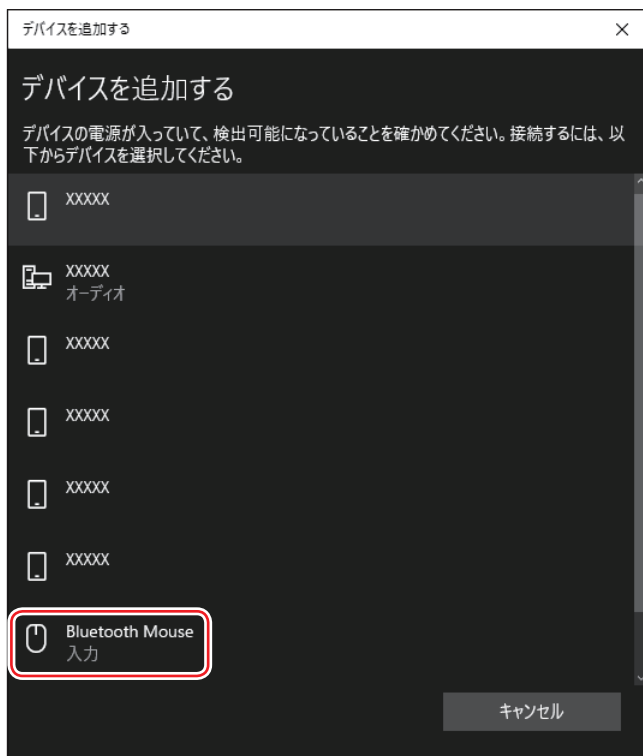 デバイスを追加する
デバイスを追加する
デバイスの電源が入っていて、検出可能になっていることを確かめてください。接続するには、以
下からデバイスを選択してください。
XXXXX
XXXXX
オーディオ
XXXXX
XXXXX
XXXXX
XXXXX
Bluetooth Mouse
入力
キャンセル